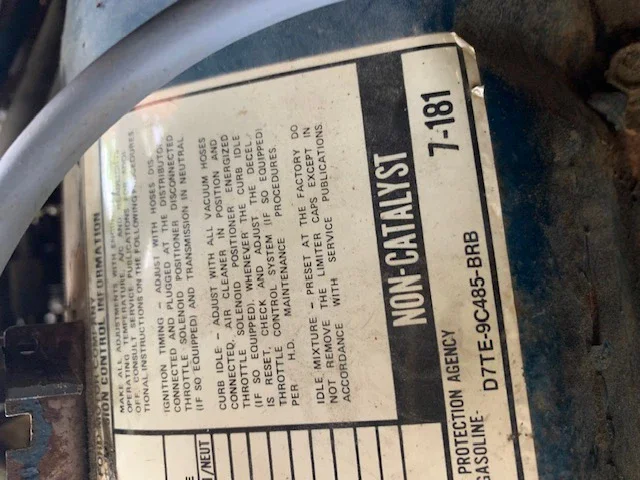 COMPANY
CONTROL INFORMATION
MAKE ALL ADJUSTMENTS WITH
OPERATING TEMPERATURE, A/C AND
OFF. CONSULT SERVICE PUBLICATIONS
TIONAL INSTRUCTIONS ON THE FOLLOWING
IGNITION TIMING – ADJUST WITH HOSES DIS-
CONNECTED AND PLUGGED AT THE DISTRIBUTOR,
THROTTLE SOLENOID POSITIONER DISCONNECTED
(IF SO EQUIPPED) AND TRANSMISSION IN NEUTRAL
CURB IDLE – ADJUST WITH ALL VACUUM HOSES
CONNECTED, AIR CLEANER IN POSITION AND
THROTTLE SOLENOID POSITIONER ENERGIZED
(IF SO EQUIPPED). WHENEVER THE CURB IDLE
IS RESET, CHECK AND ADJUST THE DECEL.
THROTTLE CONTROL SYSTEM (IF SO EQUIPPED)
PER H.D. MAINTENANCE PROCEDURES.
IDLE MIXTURE – PRESET AT THE FACTORY. DO
NOT REMOVE THE LIMITER CAPS EXCEPT IN
ACCORDANCE WITH SERVICE PUBLICATIONS.
NON-CATALYST
7-181
PROTECTION AGENCY
GASOLINE-
D7TE-9C485-BRB
/NEUT